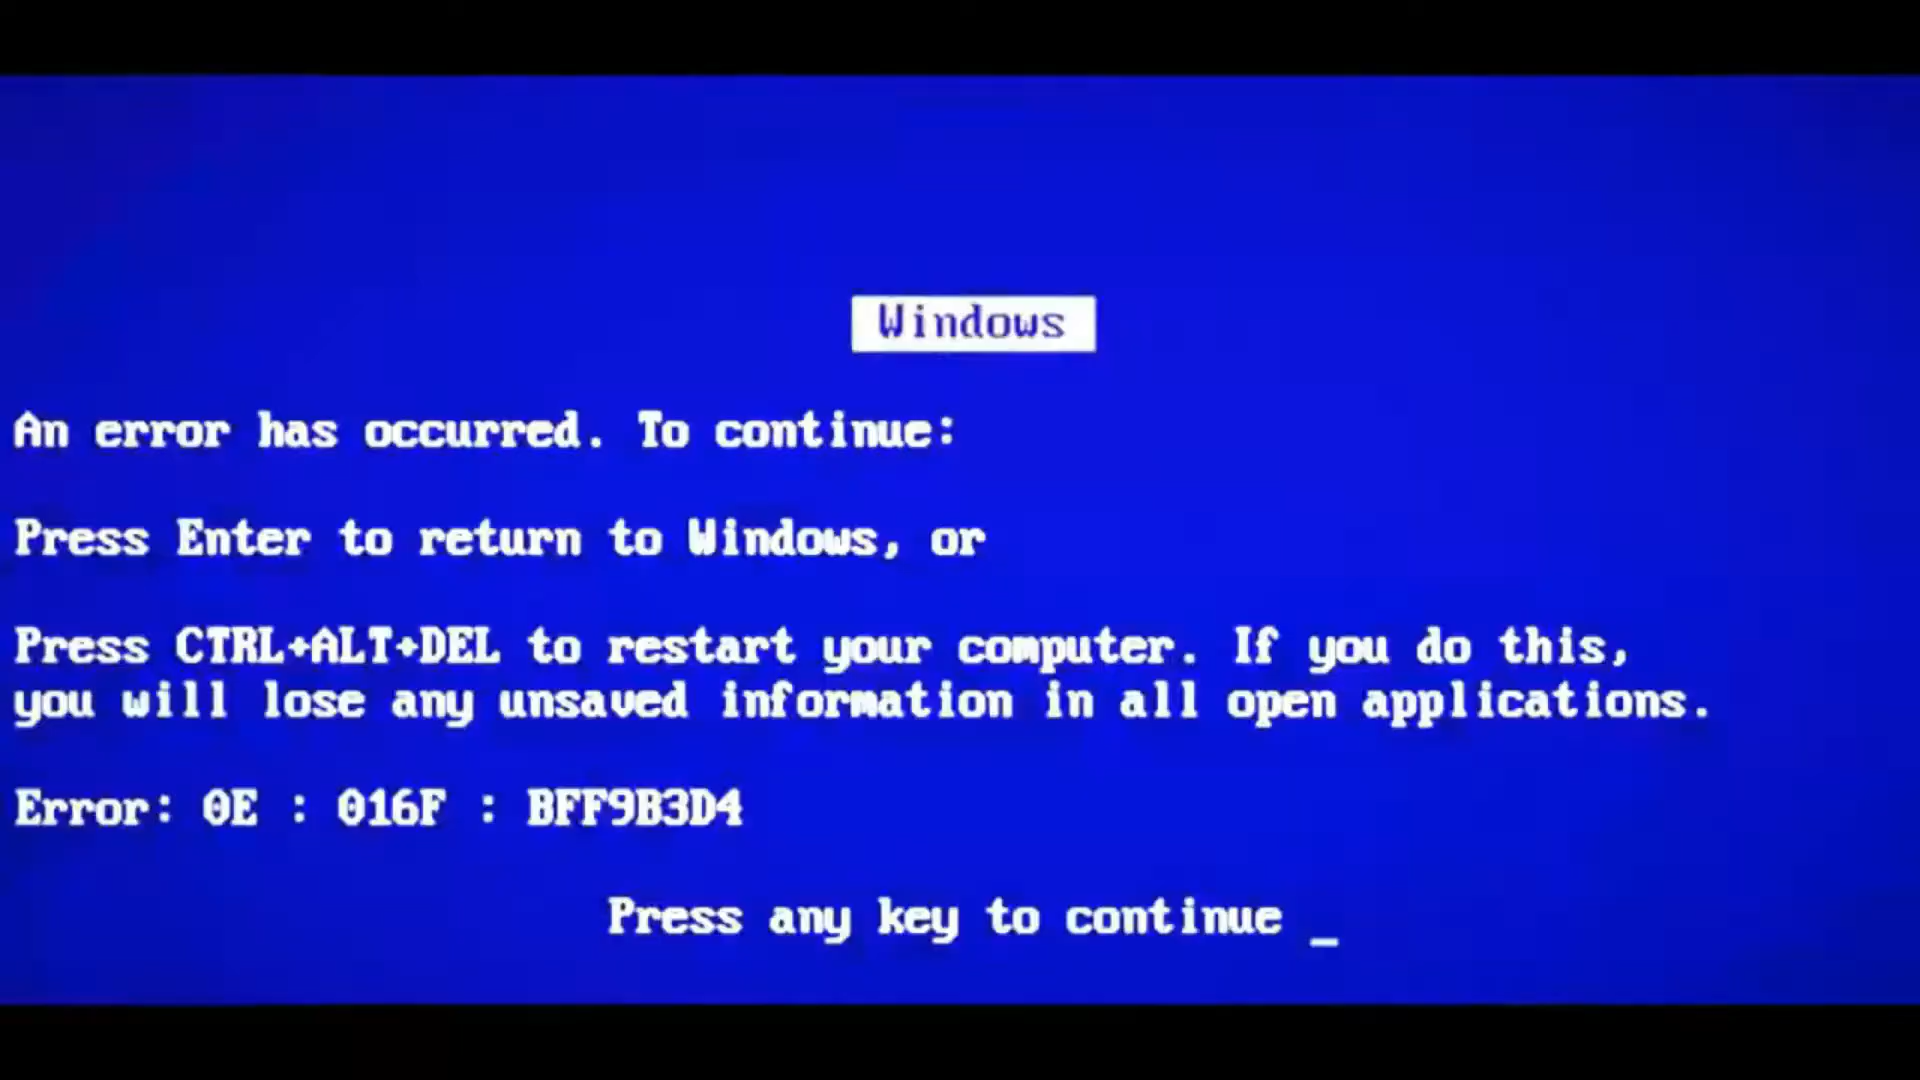 Windows
An error has occurred. To continue:
Press Enter to return to Windows, or
Press CTRL+ALT+DEL to restart your computer. If you do this,
you will lose any unsaved information in all open applications.
Error: 0E : 016F : BFF9B3D4
Press any key to continue _